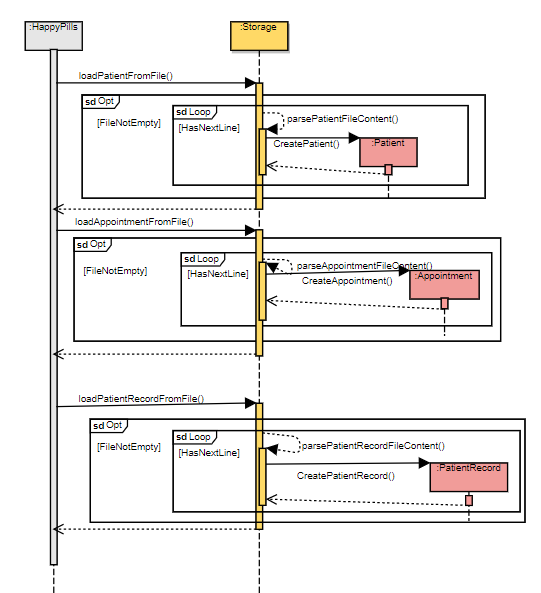 :HappyPills
:Storage
loadPatientFromFile()
sd Opt
sd Loop
[FileNotEmpty]
[HasNextLine]
parsePatientFileContent()
CreatePatient()
:Patient
loadAppointmentFromFile()
sd Opt
sd Loop
[FileNotEmpty]
[HasNextLine]
parseAppointmentFileContent()
CreateAppointment()
:Appointment
loadPatientRecordFromFile()
sd Opt
sd Loop
[FileNotEmpty]
[HasNextLine]
parsePatientRecordFileContent()
CreatePatientRecord()
:PatientRecord